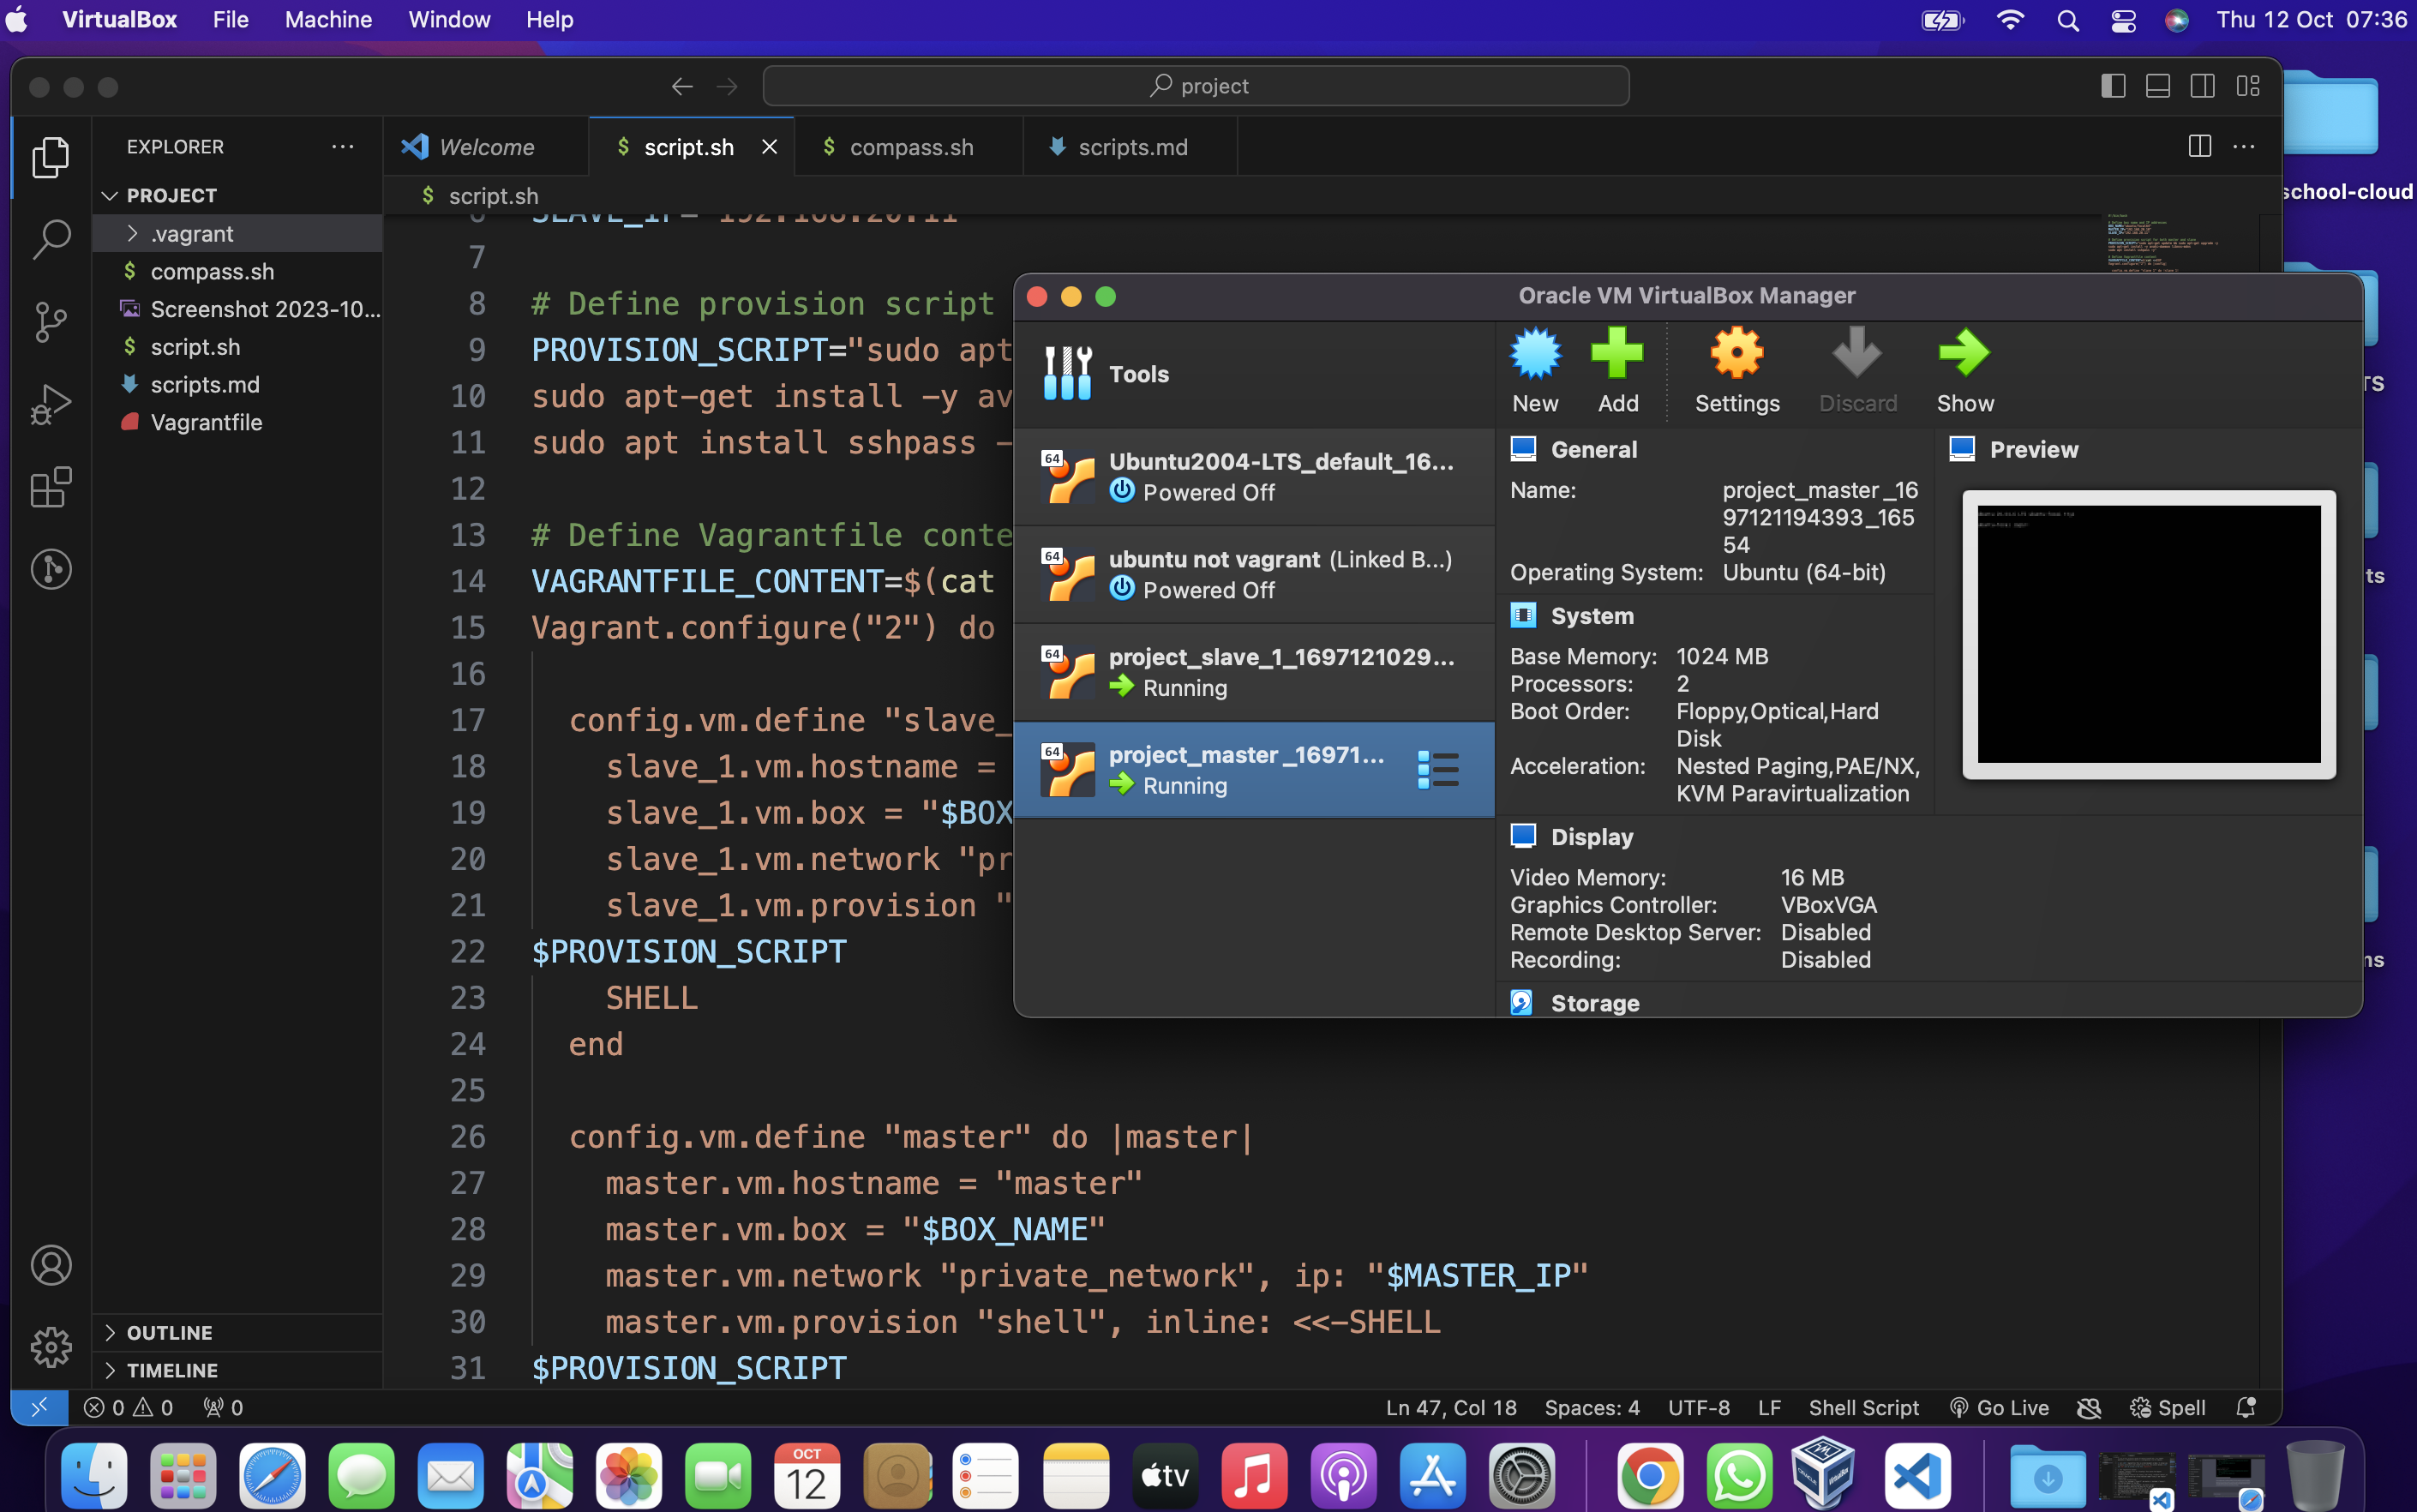 VirtualBox File Machine Window Help Thu 12 Oct 07:36
project
EXPLORER
PROJECT
.vagrant
compass.sh
Screenshot 2023-10...
script.sh
scripts.md
Vagrantfile
OUTLINE
TIMELINE
Welcome $ script.sh $ compass.sh scripts.md
$ script.sh
7
8 # Define provision script
9 PROVISION_SCRIPT="sudo apt
10 sudo apt-get install -y av
11 sudo apt install sshpass -
12
13 # Define Vagrantfile conte
14 VAGRANTFILE_CONTENT=$(cat
15 Vagrant.configure("2") do
16
17 config.vm.define "slave_
18 slave_1.vm.hostname =
19 slave_1.vm.box = "$BOX
20 slave_1.vm.network "pr
21 slave_1.vm.provision "
22 $PROVISION_SCRIPT
23 SHELL
24 end
25
26 config.vm.define "master" do |master|
27 master.vm.hostname = "master"
28 master.vm.box = "$BOX_NAME"
29 master.vm.network "private_network", ip: "$MASTER_IP"
30 master.vm.provision "shell", inline: <<-SHELL
31 $PROVISION_SCRIPT
Oracle VM VirtualBox Manager
Tools
New Add Settings Discard Show
64 Ubuntu2004-LTS_default_16...
Powered Off
64 ubuntu not vagrant (Linked B...)
Powered Off
64 project_slave_1_1697121029...
Running
64 project_master_16971...
Running
General
Name: project_master_16
97121194393_165
54
Operating System: Ubuntu (64-bit)
System
Base Memory: 1024 MB
Processors: 2
Boot Order: Floppy,Optical,Hard
Disk
Acceleration: Nested Paging,PAE/NX,
KVM Paravirtualization
Display
Video Memory: 16 MB
Graphics Controller: VBoxVGA
Remote Desktop Server: Disabled
Recording: Disabled
Storage
Preview
school-cloud
TS
ts
ns
0 0 0 Ln 47, Col 18 Spaces: 4 UTF-8 LF Shell Script Go Live Spell
OCT
12
tv